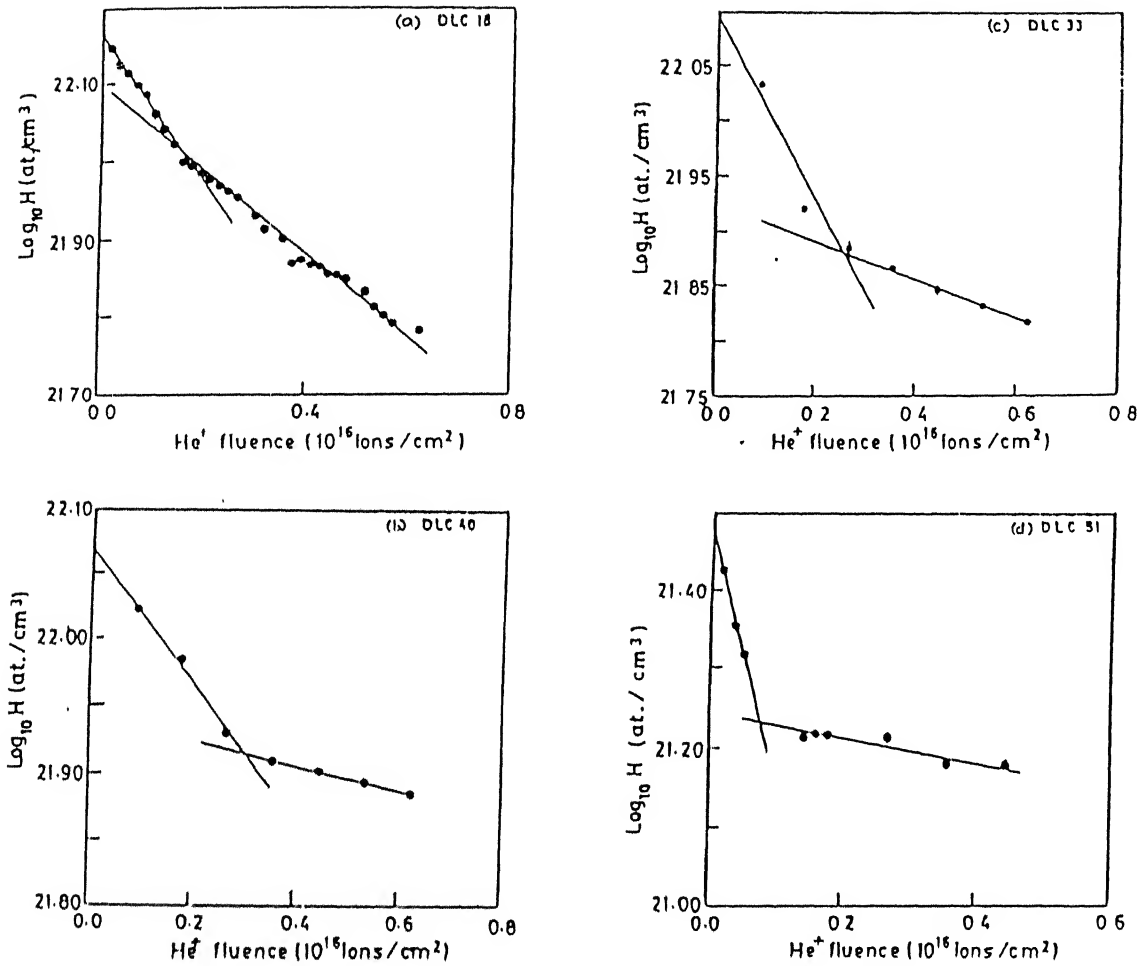 (a) DLC 18
22.10
22.00
21.90
21.70
Log10 H (at/cm3)
0.0 0.4 0.8
He+ fluence (10^16 Ions/cm2)
(c) DLC 33
22.05
21.95
21.85
21.75
Log10 H (at./cm3)
0.0 0.2 0.4 0.6 0.8
He+ fluence (10^16 Ions/cm2)
(b) DLC 40
22.10
22.00
21.90
21.80
Log10 H (at./cm3)
0.0 0.2 0.4 0.6 0.8
He+ fluence (10^16 Ions/cm2)
(d) DLC 31
21.40
21.20
21.00
Log10 H (at./cm3)
0.0 0.2 0.4 0.6
He+ fluence (10^16 Ions/cm2)